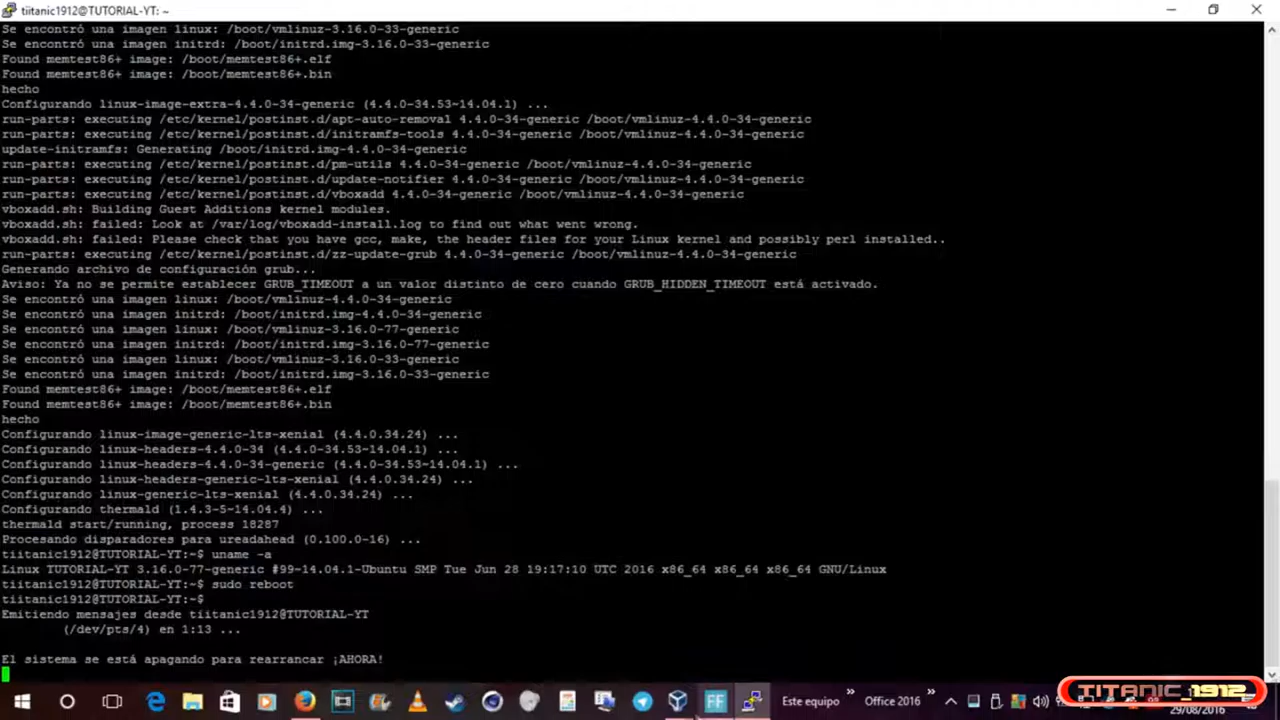 tiitanic1912@TUTORIAL-YT: ~
Se encontró una imagen linux: /boot/vmlinuz-3.16.0-33-generic
Se encontró una imagen initrd: /boot/initrd.img-3.16.0-33-generic
Found memtest86+ image: /boot/memtest86+.elf
Found memtest86+ image: /boot/memtest86+.bin
hecho
Configurando linux-image-extra-4.4.0-34-generic (4.4.0-34.53~14.04.1) ...
run-parts: executing /etc/kernel/postinst.d/apt-auto-removal 4.4.0-34-generic /boot/vmlinuz-4.4.0-34-generic
run-parts: executing /etc/kernel/postinst.d/initramfs-tools 4.4.0-34-generic /boot/vmlinuz-4.4.0-34-generic
update-initramfs: Generating /boot/initrd.img-4.4.0-34-generic
run-parts: executing /etc/kernel/postinst.d/pm-utils 4.4.0-34-generic /boot/vmlinuz-4.4.0-34-generic
run-parts: executing /etc/kernel/postinst.d/update-notifier 4.4.0-34-generic /boot/vmlinuz-4.4.0-34-generic
run-parts: executing /etc/kernel/postinst.d/vboxadd 4.4.0-34-generic /boot/vmlinuz-4.4.0-34-generic
vboxadd.sh: Building Guest Additions kernel modules.
vboxadd.sh: failed: Look at /var/log/vboxadd-install.log to find out what went wrong.
vboxadd.sh: failed: Please check that you have gcc, make, the header files for your Linux kernel and possibly perl installed..
run-parts: executing /etc/kernel/postinst.d/zz-update-grub 4.4.0-34-generic /boot/vmlinuz-4.4.0-34-generic
Generando archivo de configuración grub...
Aviso: Ya no se permite establecer GRUB_TIMEOUT a un valor distinto de cero cuando GRUB_HIDDEN_TIMEOUT está activado.
Se encontró una imagen linux: /boot/vmlinuz-4.4.0-34-generic
Se encontró una imagen initrd: /boot/initrd.img-4.4.0-34-generic
Se encontró una imagen linux: /boot/vmlinuz-3.16.0-77-generic
Se encontró una imagen initrd: /boot/initrd.img-3.16.0-77-generic
Se encontró una imagen linux: /boot/vmlinuz-3.16.0-33-generic
Se encontró una imagen initrd: /boot/initrd.img-3.16.0-33-generic
Found memtest86+ image: /boot/memtest86+.elf
Found memtest86+ image: /boot/memtest86+.bin
hecho
Configurando linux-image-generic-lts-xenial (4.4.0.34.24) ...
Configurando linux-headers-4.4.0-34 (4.4.0-34.53~14.04.1) ...
Configurando linux-headers-4.4.0-34-generic (4.4.0-34.53~14.04.1) ...
Configurando linux-headers-generic-lts-xenial (4.4.0.34.24) ...
Configurando linux-generic-lts-xenial (4.4.0.34.24) ...
Configurando thermald (1.4.3-5~14.04.4) ...
thermald start/running, process 18287
Procesando disparadores para ureadahead (0.100.0-16) ...
tiitanic1912@TUTORIAL-YT:~$ uname -a
Linux TUTORIAL-YT 3.16.0-77-generic #99~14.04.1-Ubuntu SMP Tue Jun 28 19:17:10 UTC 2016 x86_64 x86_64 x86_64 GNU/Linux
tiitanic1912@TUTORIAL-YT:~$ sudo reboot
tiitanic1912@TUTORIAL-YT:~$
Emitiendo mensajes desde tiitanic1912@TUTORIAL-YT
(/dev/pts/4) en 1:13 ...
El sistema se está apagando para rearrancar ¡AHORA!
FF
Este equipo
Office 2016
TITANIC_1912
29/08/2016